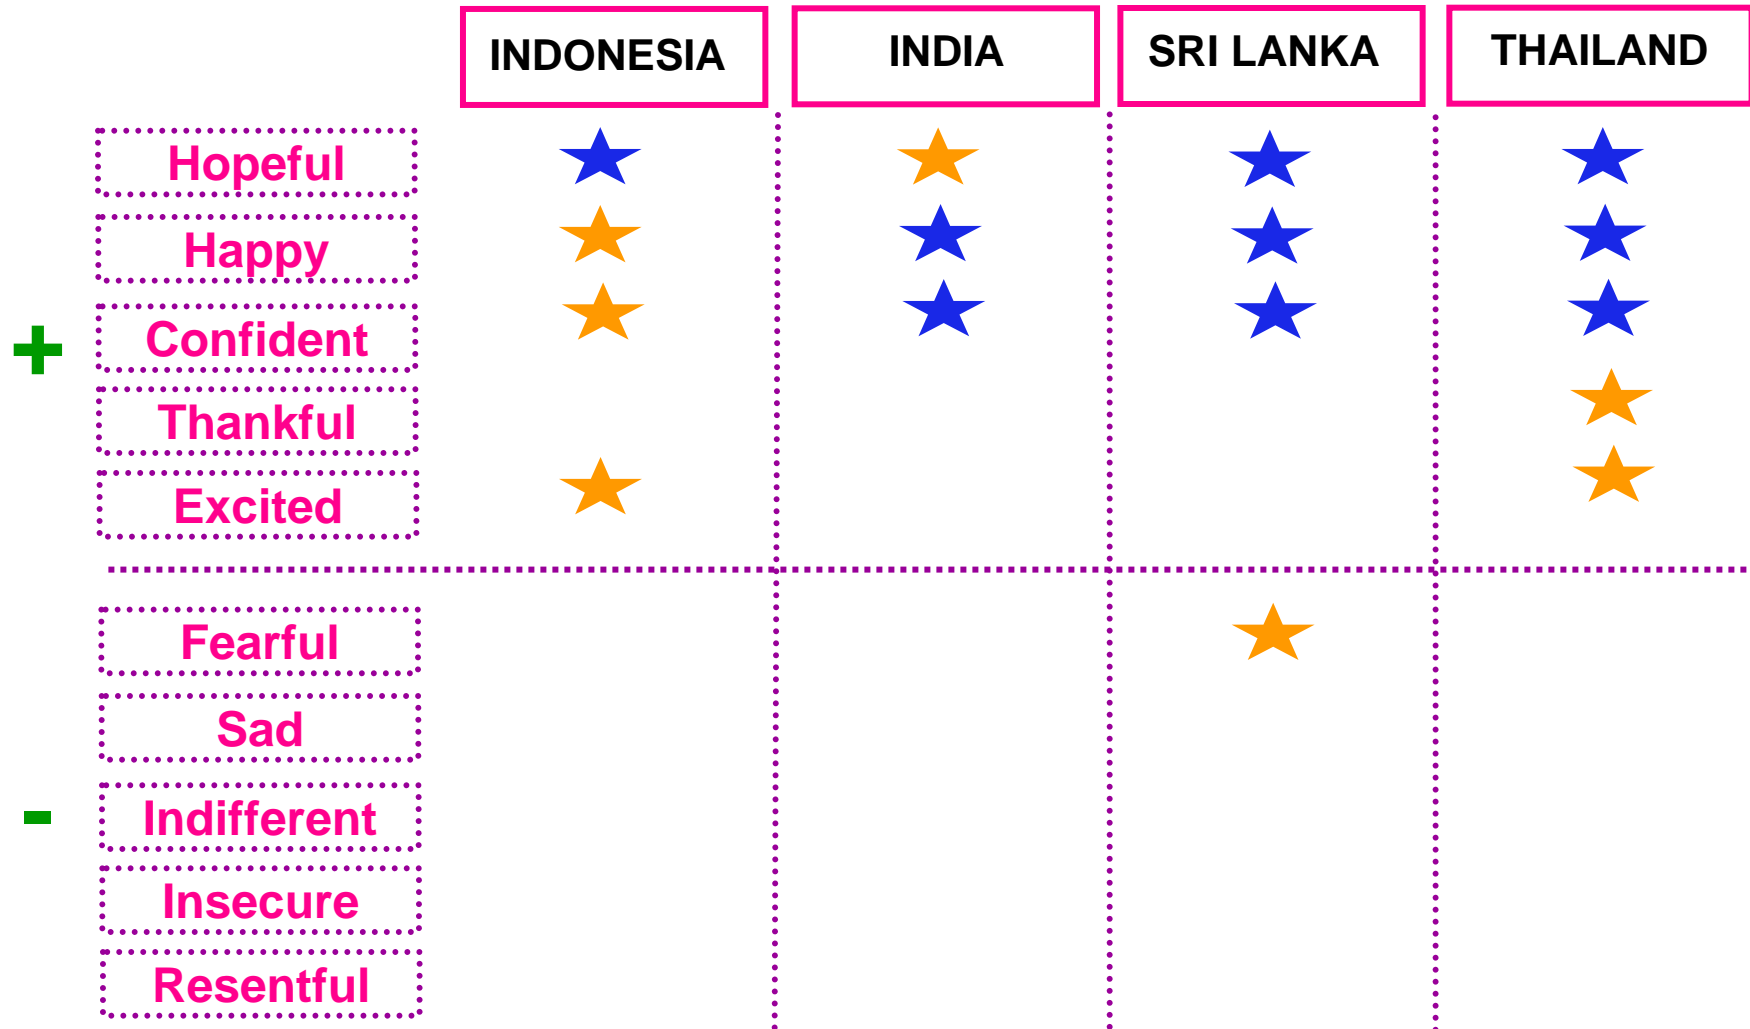 INDONESIA INDIA SRI LANKA THAILAND
Hopeful
Happy
+
Confident
Thankful
Excited
Fearful
Sad
-
Indifferent
Insecure
Resentful